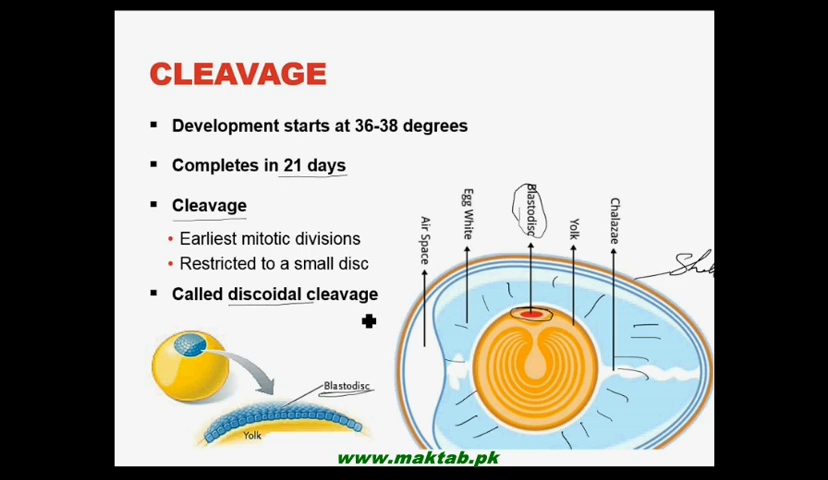 CLEAVAGE
Development starts at 36-38 degrees
Completes in 21 days
Cleavage
Earliest mitotic divisions
Restricted to a small disc
Called discoidal cleavage
Air Space
Egg White
Blastodisc
Yolk
Chalazae
Blastodisc
Yolk
www.maktab.pk